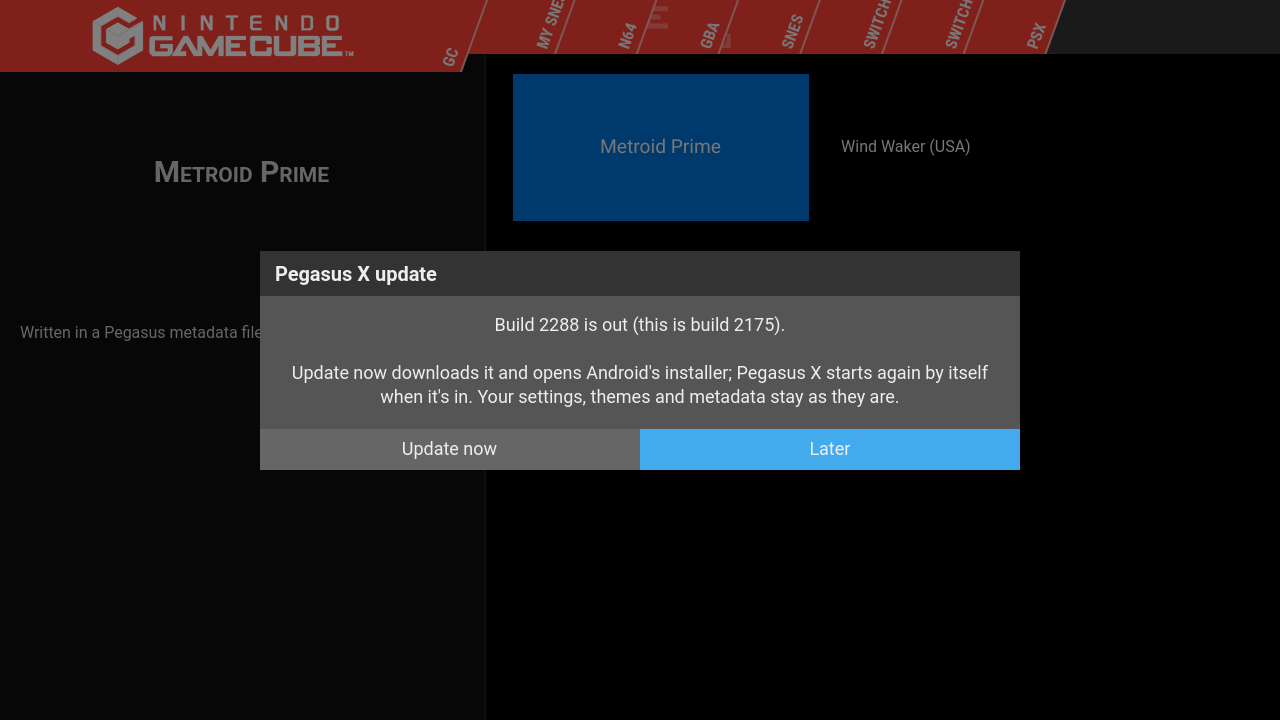 NINTENDO
GAMECUBE™
GC
MY SNE
N64
GBA
SNES
SWITCH
SWITCH
PSX
Metroid Prime
Metroid Prime
Wind Waker (USA)
Written in a Pegasus metadata file
Pegasus X update
Build 2288 is out (this is build 2175).
Update now downloads it and opens Android's installer; Pegasus X starts again by itself
when it's in. Your settings, themes and metadata stay as they are.
Update now
Later